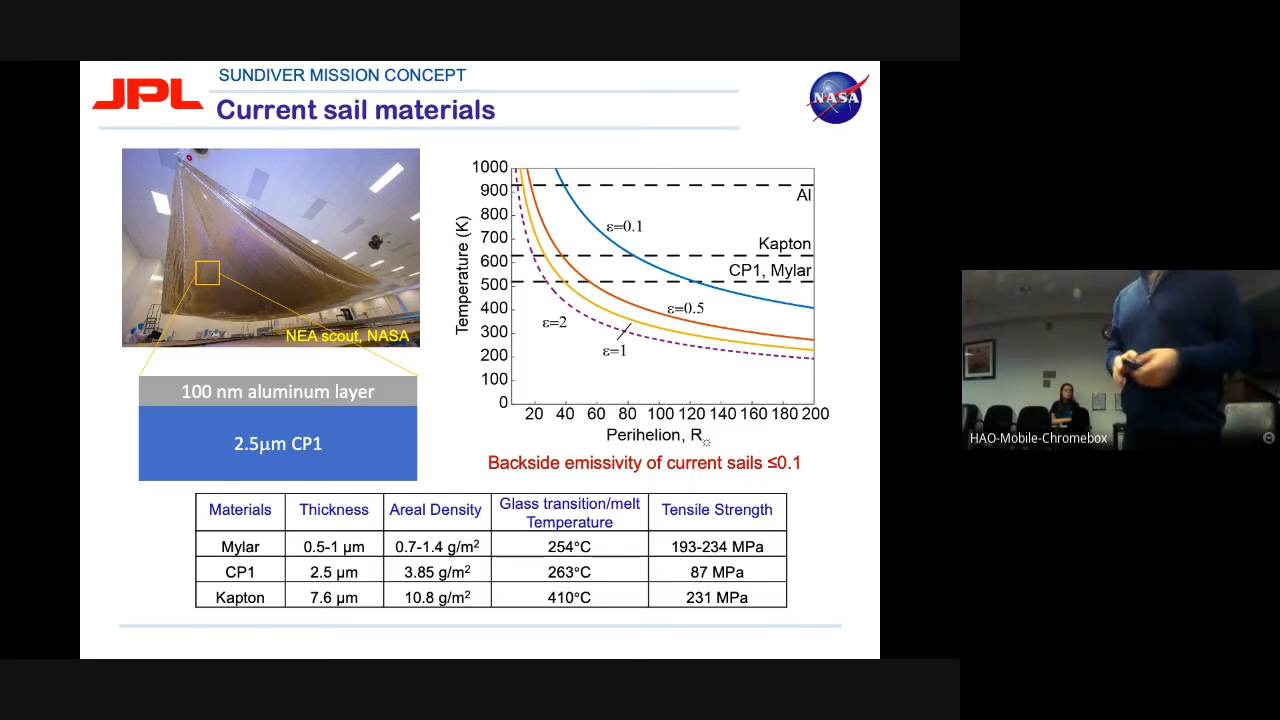 SUNDIVER MISSION CONCEPT
JPL
Current sail materials
NASA
NEA scout, NASA
100 nm aluminum layer
2.5μm CP1
1000
900
800
700
600
500
400
300
200
100
0
Temperature (K)
Al
ε=0.1
Kapton
CP1, Mylar
ε=0.5
ε=2
ε=1
20 40 60 80 100 120 140 160 180 200
Perihelion, R☼
Backside emissivity of current sails ≤0.1
Materials Thickness Areal Density Glass transition/melt Temperature Tensile Strength
Mylar 0.5-1 µm 0.7-1.4 g/m² 254°C 193-234 MPa
CP1 2.5 µm 3.85 g/m² 263°C 87 MPa
Kapton 7.6 µm 10.8 g/m² 410°C 231 MPa
HAO-Mobile-Chromebox